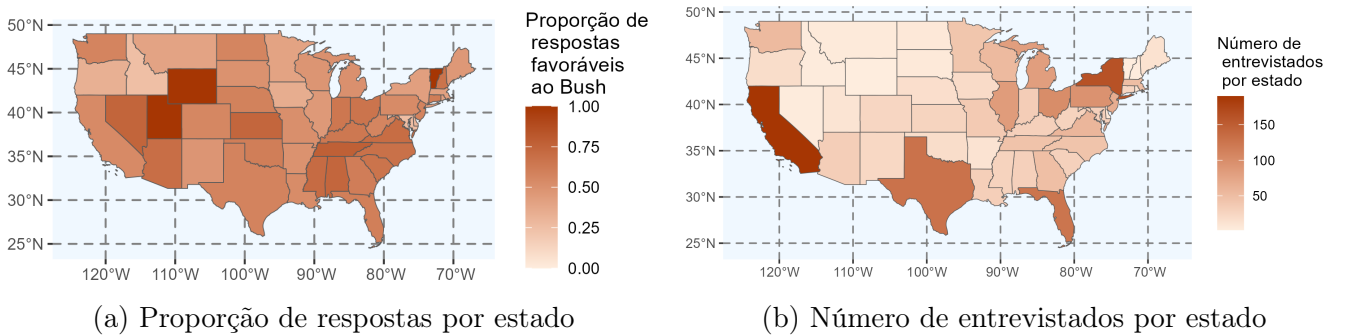 Proporção de
respostas
favoráveis
ao Bush
1.00
0.75
0.50
0.25
0.00
50°N
45°N
40°N
35°N
30°N
25°N
120°W 110°W 100°W 90°W 80°W 70°W
(a) Proporção de respostas por estado
Número de
entrevistados
por estado
150
100
50
50°N
45°N
40°N
35°N
30°N
25°N
120°W 110°W 100°W 90°W 80°W 70°W
(b) Número de entrevistados por estado